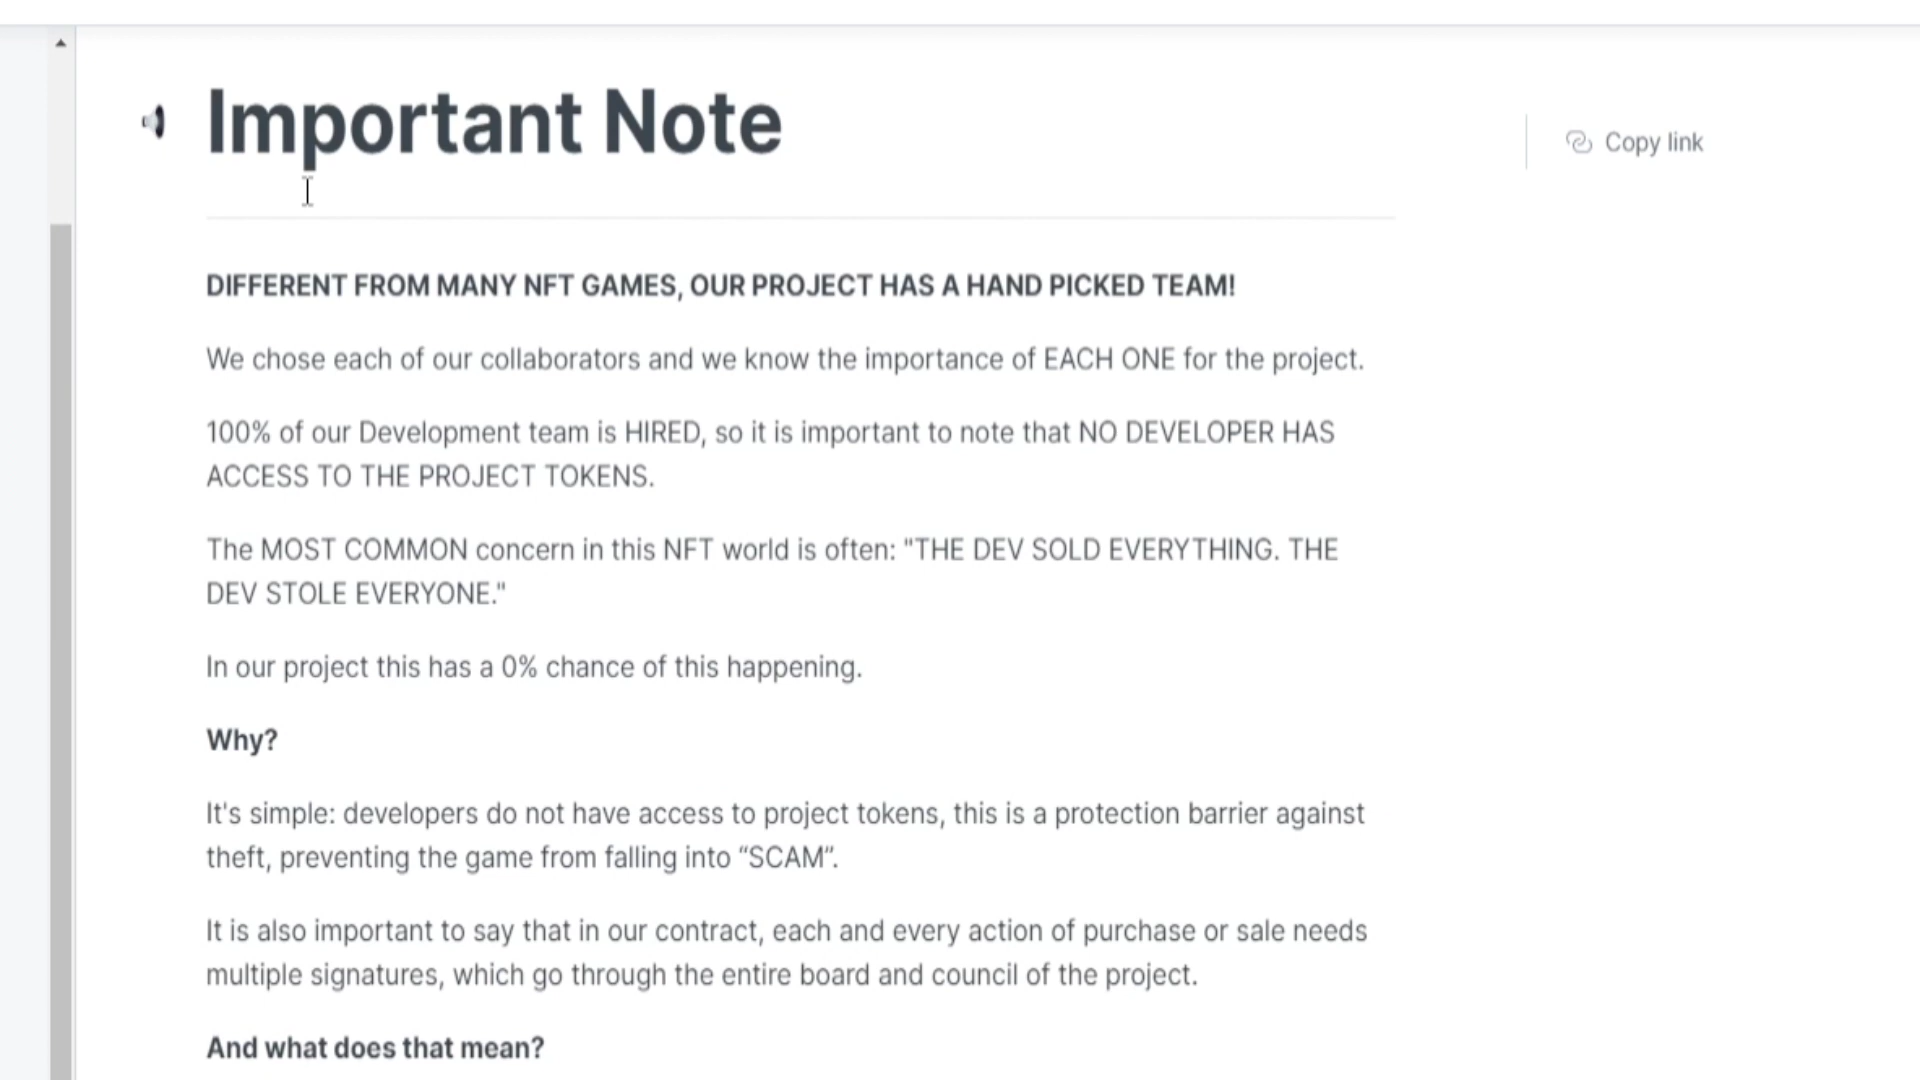 Important Note
Copy link
DIFFERENT FROM MANY NFT GAMES, OUR PROJECT HAS A HAND PICKED TEAM!
We chose each of our collaborators and we know the importance of EACH ONE for the project.
100% of our Development team is HIRED, so it is important to note that NO DEVELOPER HAS
ACCESS TO THE PROJECT TOKENS.
The MOST COMMON concern in this NFT world is often: "THE DEV SOLD EVERYTHING. THE
DEV STOLE EVERYONE."
In our project this has a 0% chance of this happening.
Why?
It's simple: developers do not have access to project tokens, this is a protection barrier against
theft, preventing the game from falling into “SCAM”.
It is also important to say that in our contract, each and every action of purchase or sale needs
multiple signatures, which go through the entire board and council of the project.
And what does that mean?